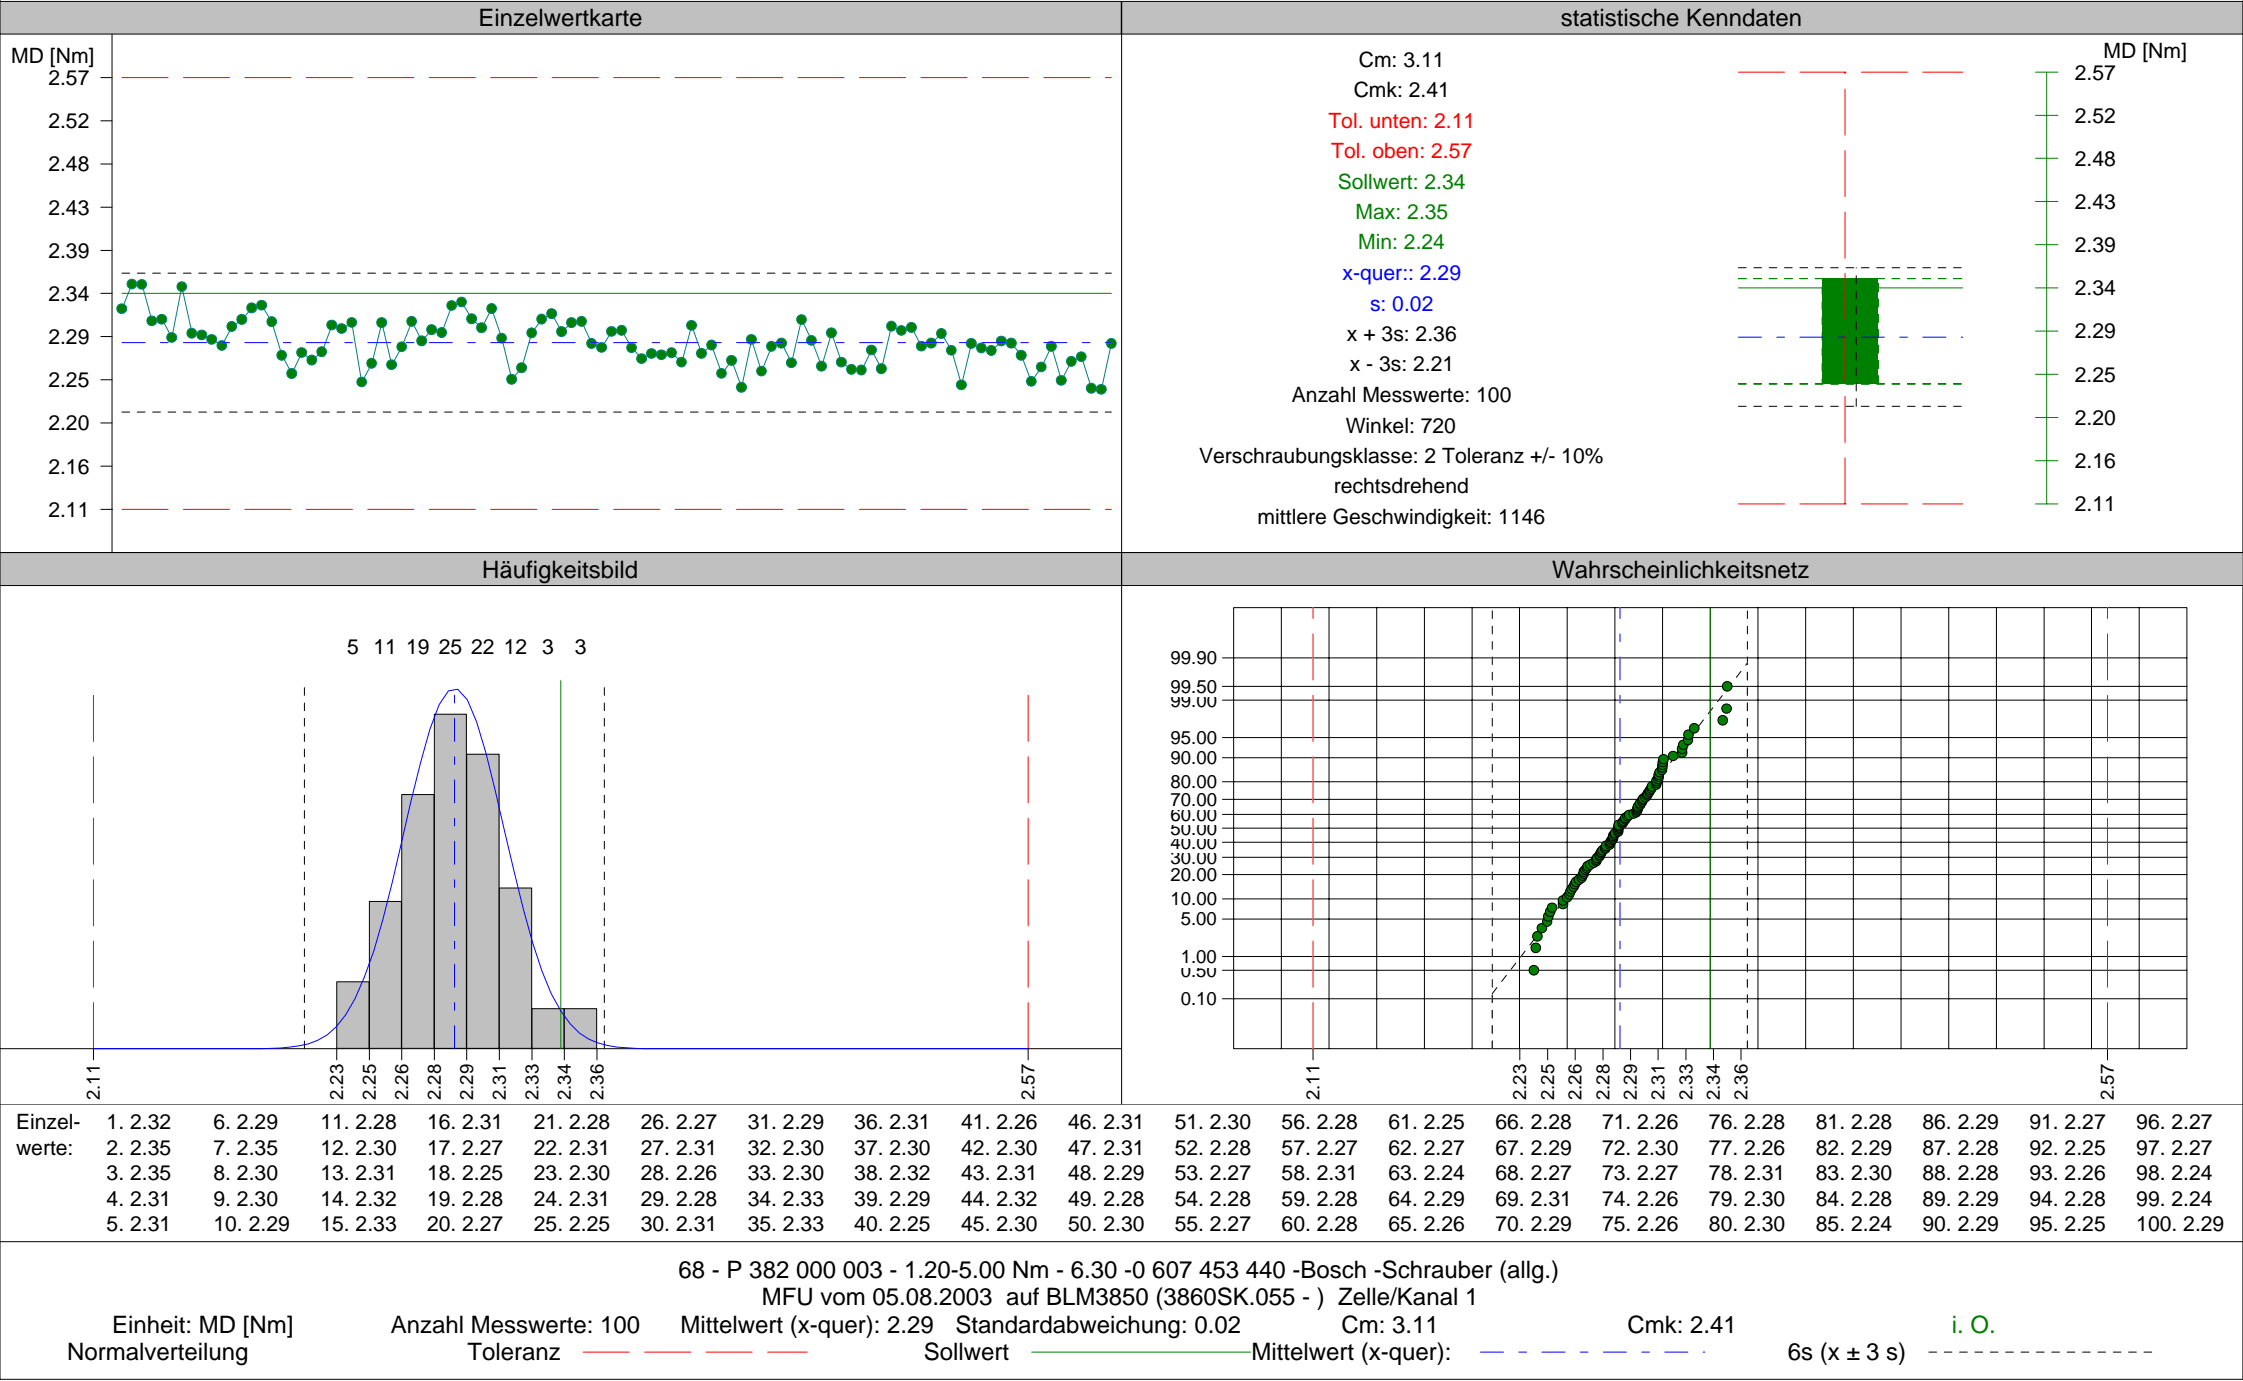 Einzelwertkarte
MD [Nm]
2.57
2.52
2.48
2.43
2.39
2.34
2.29
2.25
2.20
2.16
2.11
statistische Kenndaten
Cm: 3.11
Cmk: 2.41
Tol. unten: 2.11
Tol. oben: 2.57
Sollwert: 2.34
Max: 2.35
Min: 2.24
x-quer:: 2.29
s: 0.02
x + 3s: 2.36
x - 3s: 2.21
Anzahl Messwerte: 100
Winkel: 720
Verschraubungsklasse: 2 Toleranz +/- 10%
rechtsdrehend
mittlere Geschwindigkeit: 1146
MD [Nm]
2.57
2.52
2.48
2.43
2.39
2.34
2.29
2.25
2.20
2.16
2.11
Häufigkeitsbild
5 11 19 25 22 12 3 3
2.11 2.23 2.25 2.26 2.28 2.29 2.31 2.33 2.34 2.36 2.57
Wahrscheinlichkeitsnetz
99.90
99.50
99.00
95.00
90.00
80.00
70.00
60.00
50.00
40.00
30.00
20.00
10.00
5.00
1.00
0.50
0.10
2.11 2.23 2.25 2.26 2.28 2.29 2.31 2.33 2.34 2.36 2.57
Einzel- 1. 2.32 6. 2.29 11. 2.28 16. 2.31 21. 2.28 26. 2.27 31. 2.29 36. 2.31 41. 2.26 46. 2.31 51. 2.30 56. 2.28 61. 2.25 66. 2.28 71. 2.26 76. 2.28 81. 2.28 86. 2.29 91. 2.27 96. 2.27
werte: 2. 2.35 7. 2.35 12. 2.30 17. 2.27 22. 2.31 27. 2.31 32. 2.30 37. 2.30 42. 2.30 47. 2.31 52. 2.28 57. 2.27 62. 2.27 67. 2.29 72. 2.30 77. 2.26 82. 2.29 87. 2.28 92. 2.25 97. 2.27
3. 2.35 8. 2.30 13. 2.31 18. 2.25 23. 2.30 28. 2.26 33. 2.30 38. 2.32 43. 2.31 48. 2.29 53. 2.27 58. 2.31 63. 2.24 68. 2.27 73. 2.27 78. 2.31 83. 2.30 88. 2.28 93. 2.26 98. 2.24
4. 2.31 9. 2.30 14. 2.32 19. 2.28 24. 2.31 29. 2.28 34. 2.33 39. 2.29 44. 2.32 49. 2.28 54. 2.28 59. 2.28 64. 2.29 69. 2.31 74. 2.26 79. 2.30 84. 2.28 89. 2.29 94. 2.28 99. 2.24
5. 2.31 10. 2.29 15. 2.33 20. 2.27 25. 2.25 30. 2.31 35. 2.33 40. 2.25 45. 2.30 50. 2.30 55. 2.27 60. 2.28 65. 2.26 70. 2.29 75. 2.26 80. 2.30 85. 2.24 90. 2.29 95. 2.25 100. 2.29
68 - P 382 000 003 - 1.20-5.00 Nm - 6.30 -0 607 453 440 -Bosch -Schrauber (allg.)
MFU vom 05.08.2003 auf BLM3850 (3860SK.055 - ) Zelle/Kanal 1
Einheit: MD [Nm] Anzahl Messwerte: 100 Mittelwert (x-quer): 2.29 Standardabweichung: 0.02 Cm: 3.11 Cmk: 2.41 i. O.
Normalverteilung Toleranz Sollwert Mittelwert (x-quer): 6s (x ± 3 s)